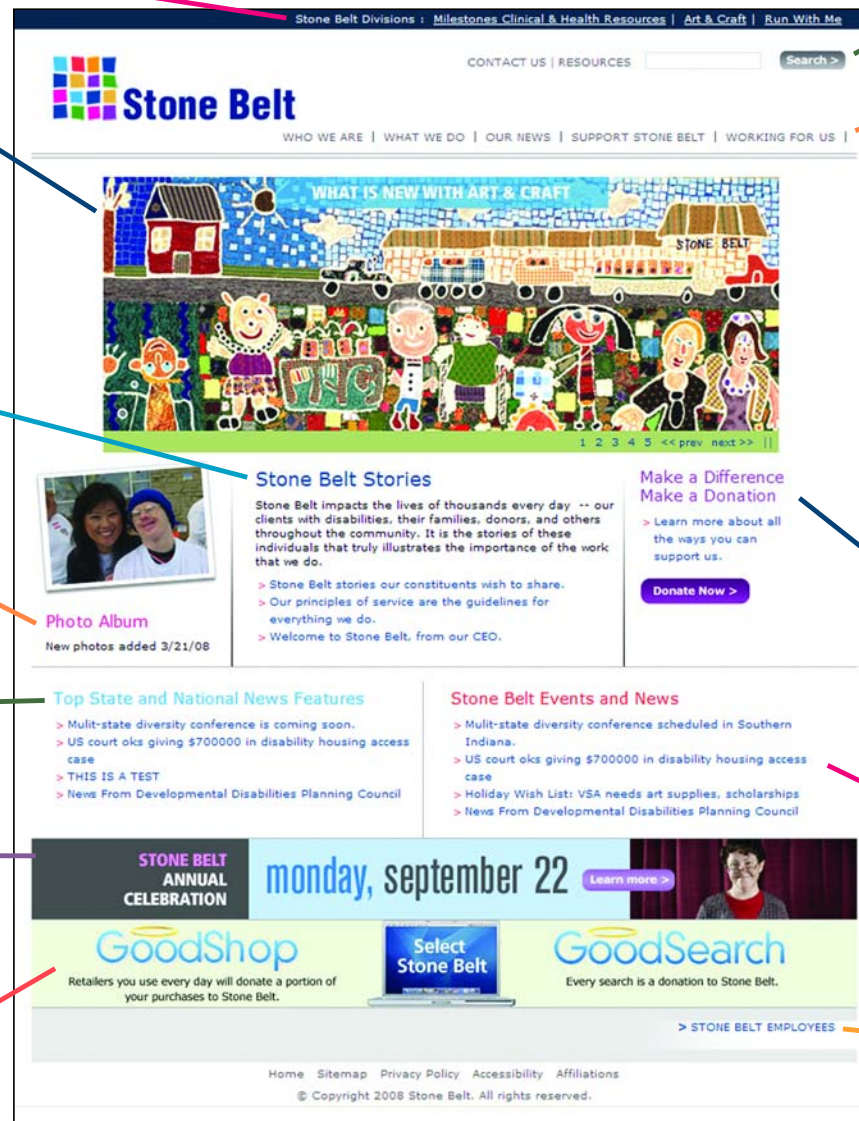 Stone Belt Divisions : Milestones Clinical & Health Resources | Art & Craft | Run With Me
CONTACT US | RESOURCES
Search >
Stone Belt
WHO WE ARE | WHAT WE DO | OUR NEWS | SUPPORT STONE BELT | WORKING FOR US |
WHAT IS NEW WITH ART & CRAFT
STONE BELT
1 2 3 4 5 << prev next >> ||
Photo Album
New photos added 3/21/08
Stone Belt Stories
Stone Belt impacts the lives of thousands every day -- our
clients with disabilities, their families, donors, and others
throughout the community. It is the stories of these
individuals that truly illustrates the importance of the work
that we do.
> Stone Belt stories our constituents wish to share.
> Our principles of service are the guidelines for
everything we do.
> Welcome to Stone Belt, from our CEO.
Make a Difference
Make a Donation
> Learn more about all
the ways you can
support us.
Donate Now >
Top State and National News Features
> Mulit-state diversity conference is coming soon.
> US court oks giving $700000 in disability housing access
case
> THIS IS A TEST
> News From Developmental Disabilities Planning Council
Stone Belt Events and News
> Mulit-state diversity conference scheduled in Southern
Indiana.
> US court oks giving $700000 in disability housing access
case
> Holiday Wish List: VSA needs art supplies, scholarships
> News From Developmental Disabilities Planning Council
STONE BELT
ANNUAL
CELEBRATION
monday, september 22
Learn more >
GoodShop
Retailers you use every day will donate a portion of
your purchases to Stone Belt.
Select
Stone Belt
GoodSearch
Every search is a donation to Stone Belt.
> STONE BELT EMPLOYEES
Home Sitemap Privacy Policy Accessibility Affiliations
© Copyright 2008 Stone Belt. All rights reserved.